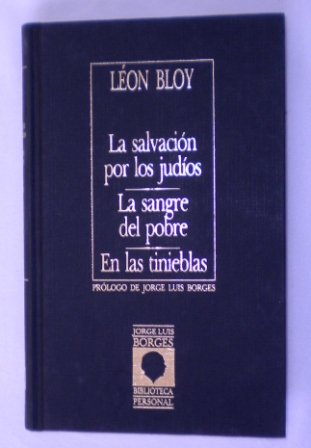 LÉON BLOY
La salvación
por los judíos
La sangre
del pobre
En las tinieblas
PRÓLOGO DE JORGE LUIS BORGES
JORGE LUIS
BORGES
BIBLIOTECA
PERSONAL